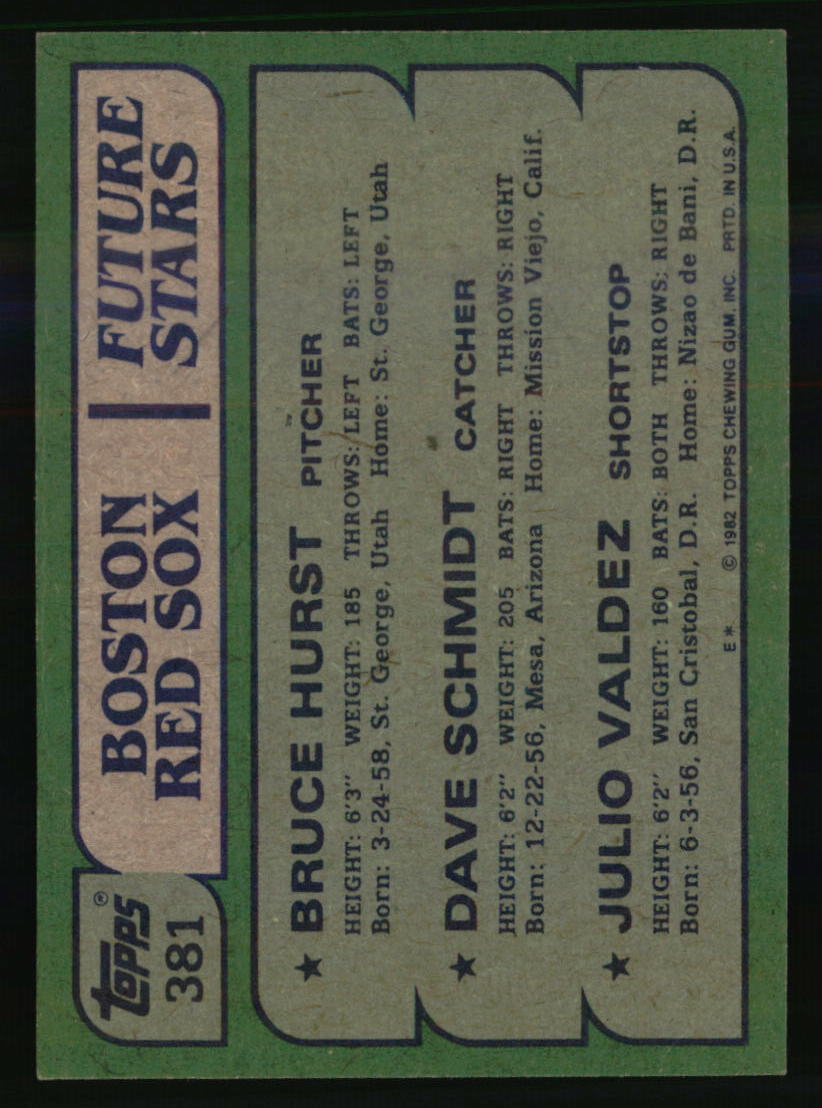 topps®
381
BOSTON
RED SOX
FUTURE
STARS
★ BRUCE HURST PITCHER
HEIGHT: 6'3" WEIGHT: 185 THROWS: LEFT BATS: LEFT
Born: 3-24-58, St. George, Utah Home: St. George, Utah
★ DAVE SCHMIDT CATCHER
HEIGHT: 6'2" WEIGHT: 205 BATS: RIGHT THROWS: RIGHT
Born: 12-22-56, Mesa, Arizona Home: Mission Viejo, Calif.
★ JULIO VALDEZ SHORTSTOP
HEIGHT: 6'2" WEIGHT: 160 BATS: BOTH THROWS: RIGHT
Born: 6-3-56, San Cristobal, D.R. Home: Nizao de Bani, D.R.
E* © 1982 TOPPS CHEWING GUM, INC. PRTD. IN U.S.A.